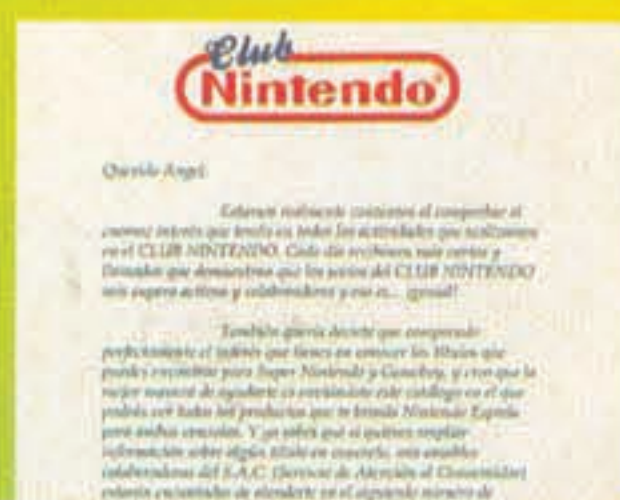 Club
Nintendo
Querido Angel:
Estamos realmente contentos al comprobar el
enorme interés que tenéis en todas las actividades que realizamos
en el CLUB NINTENDO. Cada día recibimos más cartas y
llamadas que demuestran que los socios del CLUB NINTENDO
sois super activos y colaboradores y eso es... ¡genial!
También quería decirte que comprendo
perfectamente el interés que tienes en conocer los títulos que
puedes encontrar para Super Nintendo y Gameboy, y creo que la
mejor manera de ayudarte es enviándote este catálogo en el que
podrás ver todos los productos que te brinda Nintendo España
para ambas consolas. Y ya sabes que si quieres ampliar
información sobre algún título en concreto,
colaboradores del S.A.C. (Servicio de Atención al Consumidor)
estarán encantados de atenderte en el siguiente número de